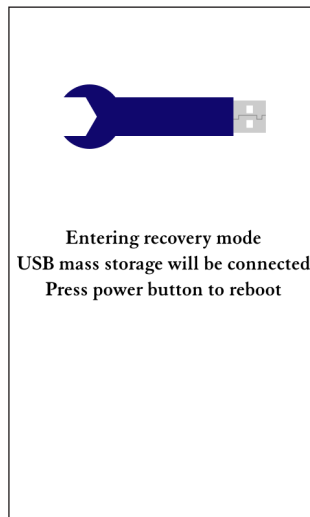 Entering recovery mode
USB mass storage will be connected
Press power button to reboot